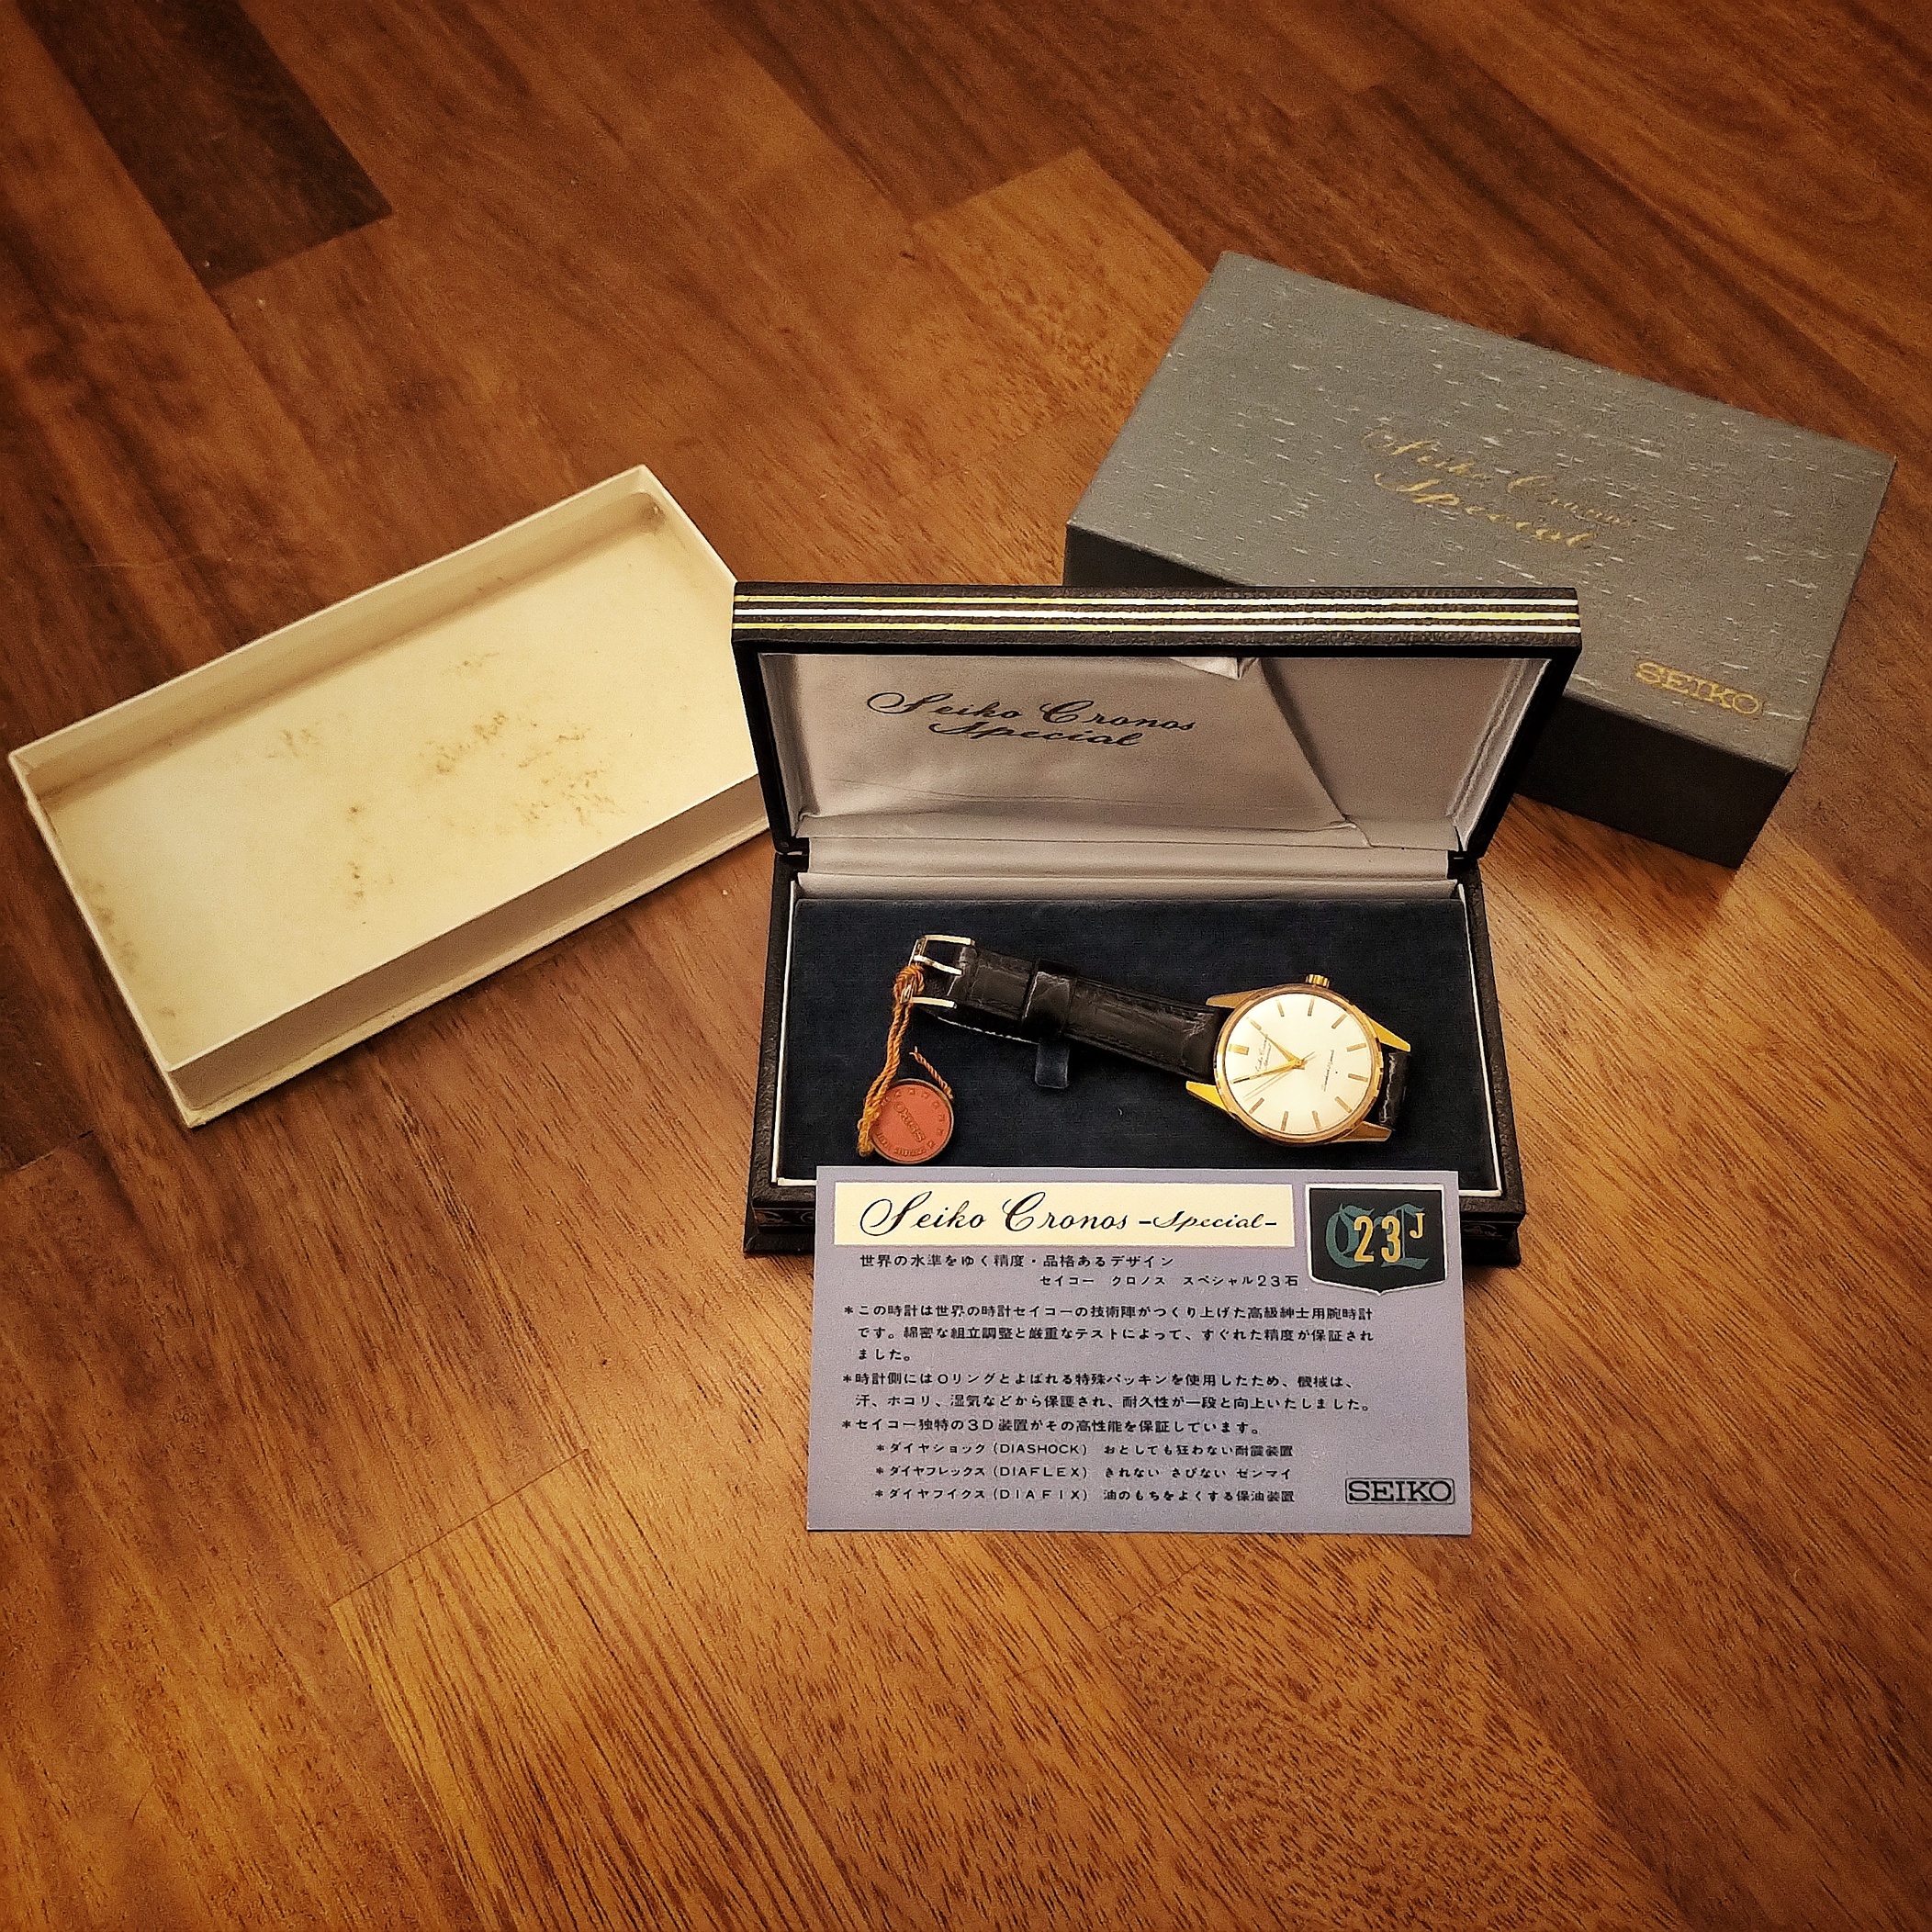 Seiko Cronos
Special
SEIKO
Seiko Cronos
Special
SEIKO
Seiko Cronos -Special-
23J
世界の水準をゆく精度・品格あるデザイン
セイコー クロノス スペシャル23石
*この時計は世界の時計セイコーの技術陣がつくり上げた高級紳士用腕時計
です。綿密な組立調整と厳重なテストによって、すぐれた精度が保証され
ました。
*時計側にはOリングとよばれる特殊パッキンを使用したため、機械は、
汗、ホコリ、湿気などから保護され、耐久性が一段と向上いたしました。
*セイコー独特の3D装置がその高性能を保証しています。
*ダイヤショック(DIASHOCK) おとしても狂わない耐震装置
*ダイヤフレックス(DIAFLEX) きれない さびない ゼンマイ
*ダイヤフイクス(DIAFIX) 油のもちをよくする保油装置
SEIKO